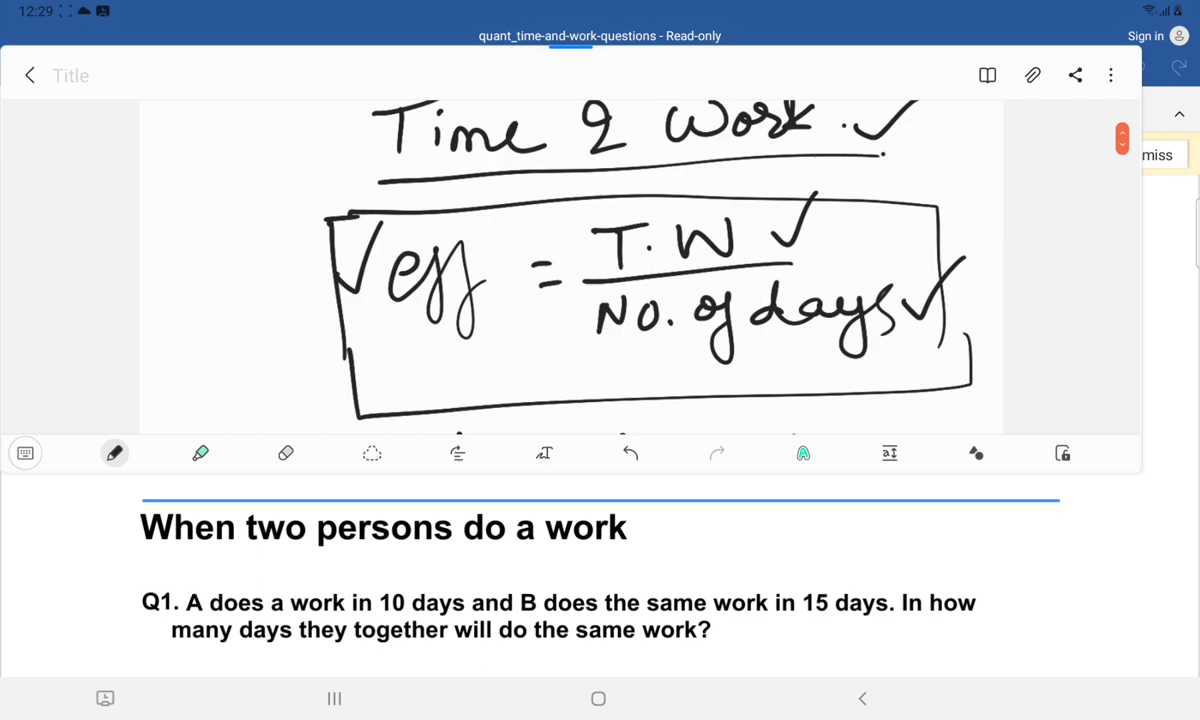 12:29
quant_time-and-work-questions - Read-only
Sign in
Title
miss
Time & Work.
eff = T.W
No. of days
When two persons do a work
Q1. A does a work in 10 days and B does the same work in 15 days. In how
many days they together will do the same work?